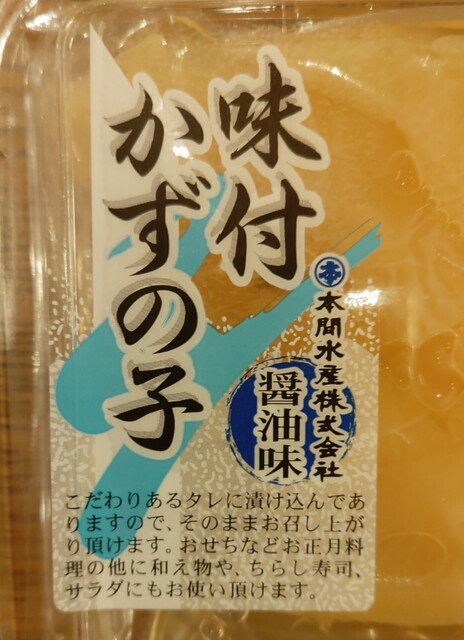 味付
かずの子
本
本間水産株式会社
醤油味
こだわりあるタレに漬け込んであ
りますので、そのままお召し上が
り頂けます。おせちなどお正月料
理の他に和え物や、ちらし寿司、
サラダにもお使い頂けます。